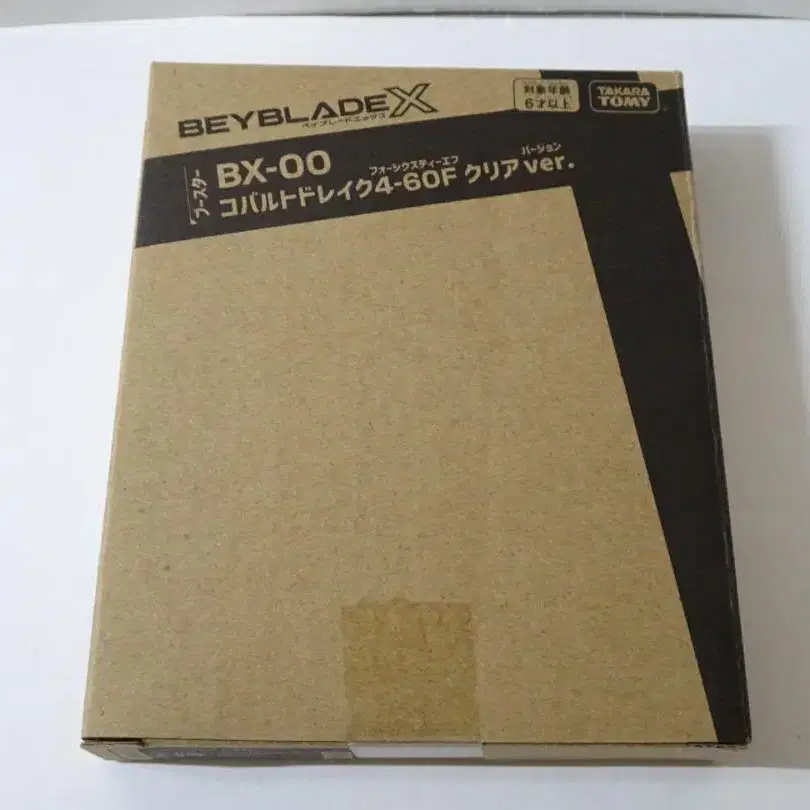 BEYBLADE X
ベイブレードエックス
対象年齢
6才以上
TAKARA
TOMY
ブースター
BX-00
フォーシックスティーエフ
バージョン
コバルトドレイク4-60F クリアver.